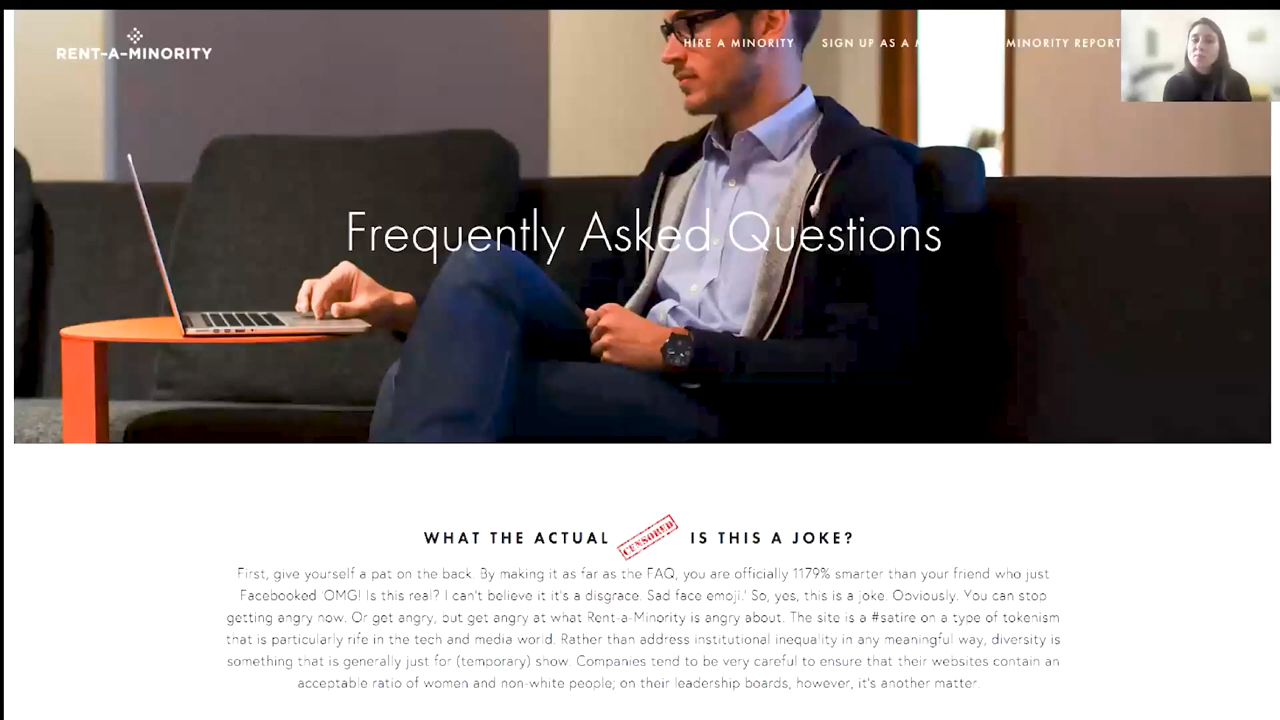 RENT-A-MINORITY
HIRE A MINORITY SIGN UP AS A MINORITY REPORT
Frequently Asked Questions
WHAT THE ACTUAL CENSORED IS THIS A JOKE?
First, give yourself a pat on the back. By making it as far as the FAQ, you are officially 1179% smarter than your friend who just
Facebooked 'OMG! Is this real? I can't believe it it's a disgrace. Sad face emoji.' So, yes, this is a joke. Obviously. You can stop
getting angry now. Or get angry, but get angry at what Rent-a-Minority is angry about. The site is a #satire on a type of tokenism
that is particularly rife in the tech and media world. Rather than address institutional inequality in any meaningful way, diversity is
something that is generally just for (temporary) show. Companies tend to be very careful to ensure that their websites contain an
acceptable ratio of women and non-white people; on their leadership boards, however, it's another matter.